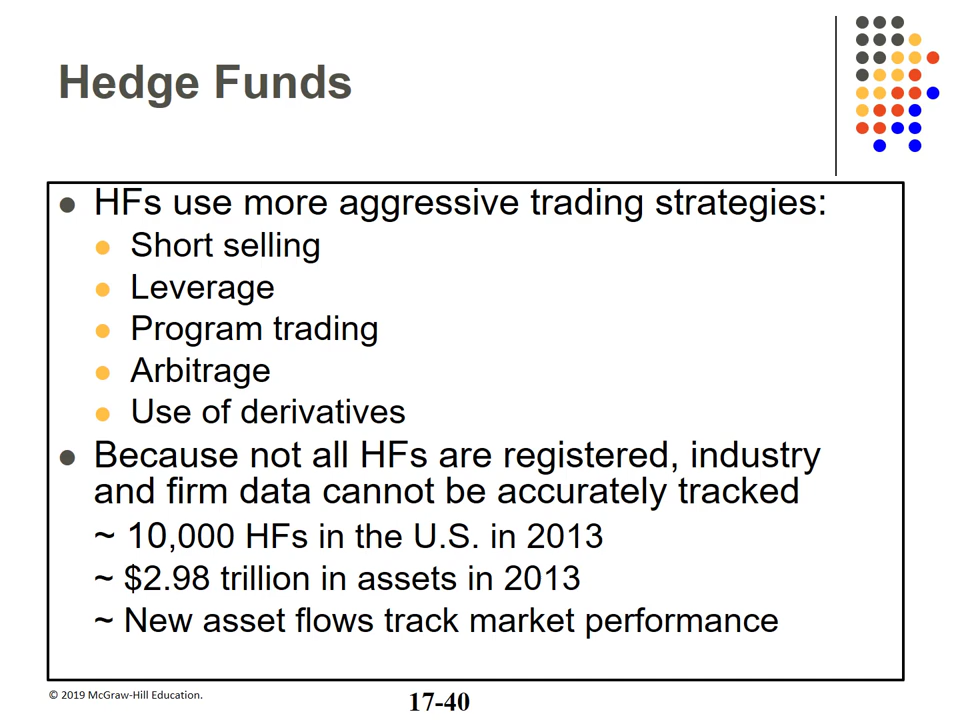 Hedge Funds
HFs use more aggressive trading strategies:
Short selling
Leverage
Program trading
Arbitrage
Use of derivatives
Because not all HFs are registered, industry
and firm data cannot be accurately tracked
~ 10,000 HFs in the U.S. in 2013
~ $2.98 trillion in assets in 2013
~ New asset flows track market performance
© 2019 McGraw-Hill Education.
17-40